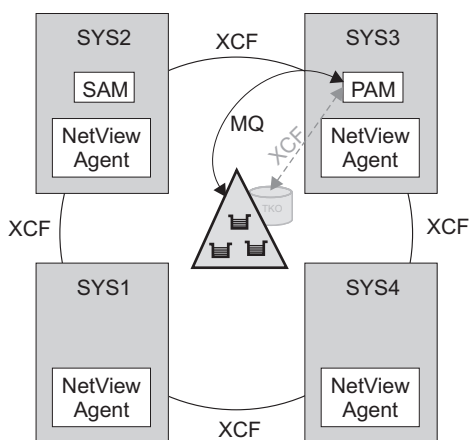 SYS2
XCF
SYS3
SAM
PAM
NetView
Agent
MQ
XCF
NetView
Agent
TKO
XCF
XCF
SYS1
SYS4
NetView
Agent
NetView
Agent
XCF